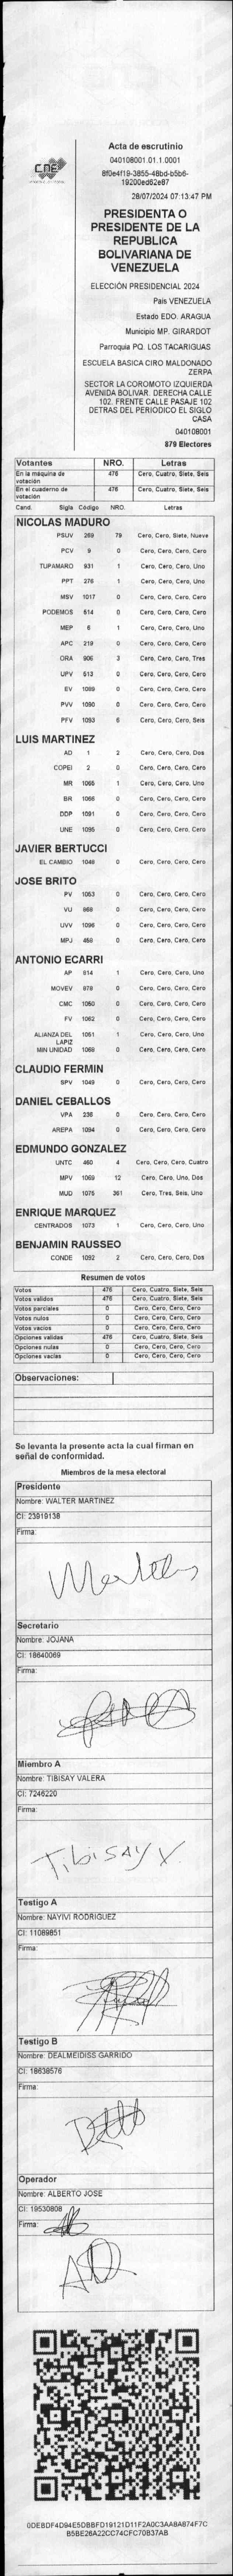 CNE
Acta de escrutinio
040108001.01.1.0001
8f0e4f19-3855-48bd-b5b6-
19200ed62e87
28/07/2024 07:13:47 PM
PRESIDENTA O
PRESIDENTE DE LA
REPUBLICA
BOLIVARIANA DE
VENEZUELA
ELECCIÓN PRESIDENCIAL 2024
País VENEZUELA
Estado EDO. ARAGUA
Municipio MP. GIRARDOT
Parroquia PQ. LOS TACARIGUAS
ESCUELA BASICA CIRO MALDONADO
ZERPA
SECTOR LA COROMOTO IZQUIERDA
AVENIDA BOLIVAR. DERECHA CALLE
102. FRENTE CALLE PASAJE 102
DETRAS DEL PERIODICO EL SIGLO
CASA
040108001
879 Electores
Votantes NRO. Letras
En la máquina de votación 476 Cero, Cuatro, Siete, Seis
En el cuaderno de votación 476 Cero, Cuatro, Siete, Seis
Cand. Sigla Código NRO. Letras
NICOLAS MADURO
PSUV 269 79 Cero, Cero, Siete, Nueve
PCV 9 0 Cero, Cero, Cero, Cero
TUPAMARO 931 1 Cero, Cero, Cero, Uno
PPT 276 1 Cero, Cero, Cero, Uno
MSV 1017 0 Cero, Cero, Cero, Cero
PODEMOS 514 0 Cero, Cero, Cero, Cero
MEP 6 1 Cero, Cero, Cero, Uno
APC 219 0 Cero, Cero, Cero, Cero
ORA 906 3 Cero, Cero, Cero, Tres
UPV 513 0 Cero, Cero, Cero, Cero
EV 1089 0 Cero, Cero, Cero, Cero
PVV 1090 0 Cero, Cero, Cero, Cero
PFV 1093 6 Cero, Cero, Cero, Seis
LUIS MARTINEZ
AD 1 2 Cero, Cero, Cero, Dos
COPEI 2 0 Cero, Cero, Cero, Cero
MR 1065 1 Cero, Cero, Cero, Uno
BR 1066 0 Cero, Cero, Cero, Cero
DDP 1091 0 Cero, Cero, Cero, Cero
UNE 1095 0 Cero, Cero, Cero, Cero
JAVIER BERTUCCI
EL CAMBIO 1048 0 Cero, Cero, Cero, Cero
JOSE BRITO
PV 1053 0 Cero, Cero, Cero, Cero
VU 868 0 Cero, Cero, Cero, Cero
UVV 1096 0 Cero, Cero, Cero, Cero
MPJ 458 0 Cero, Cero, Cero, Cero
ANTONIO ECARRI
AP 814 1 Cero, Cero, Cero, Uno
MOVEV 878 0 Cero, Cero, Cero, Cero
CMC 1050 0 Cero, Cero, Cero, Cero
FV 1062 0 Cero, Cero, Cero, Cero
ALIANZA DEL LAPIZ 1051 1 Cero, Cero, Cero, Uno
MIN UNIDAD 1068 0 Cero, Cero, Cero, Cero
CLAUDIO FERMIN
SPV 1049 0 Cero, Cero, Cero, Cero
DANIEL CEBALLOS
VPA 236 0 Cero, Cero, Cero, Cero
AREPA 1094 0 Cero, Cero, Cero, Cero
EDMUNDO GONZALEZ
UNTC 460 4 Cero, Cero, Cero, Cuatro
MPV 1069 12 Cero, Cero, Uno, Dos
MUD 1075 361 Cero, Tres, Seis, Uno
ENRIQUE MARQUEZ
CENTRADOS 1073 1 Cero, Cero, Cero, Uno
BENJAMIN RAUSSEO
CONDE 1092 2 Cero, Cero, Cero, Dos
Resumen de votos
Votos 476 Cero, Cuatro, Siete, Seis
Votos validos 476 Cero, Cuatro, Siete, Seis
Votos parciales 0 Cero, Cero, Cero, Cero
Votos nulos 0 Cero, Cero, Cero, Cero
Votos vacios 0 Cero, Cero, Cero, Cero
Opciones validas 476 Cero, Cuatro, Siete, Seis
Opciones nulas 0 Cero, Cero, Cero, Cero
Opciones vacias 0 Cero, Cero, Cero, Cero
Observaciones:
Se levanta la presente acta la cual firman en
señal de conformidad.
Miembros de la mesa electoral
Presidente
Nombre: WALTER MARTINEZ
CI: 23919138
Firma:
Secretario
Nombre: JOJANA
CI: 18640069
Firma:
Miembro A
Nombre: TIBISAY VALERA
CI: 7246220
Firma:
Tibisay V.
Testigo A
Nombre: NAYIVI RODRIGUEZ
CI: 11089851
Firma:
Testigo B
Nombre: DEALMEIDISS GARRIDO
CI: 18638576
Firma:
Operador
Nombre: ALBERTO JOSE
CI: 19530808
Firma:
0DEBDF4D94E5DBBFD19121D11F2A0C3AA8A874F7C
B5BE26A22CC74CFC70B37AB